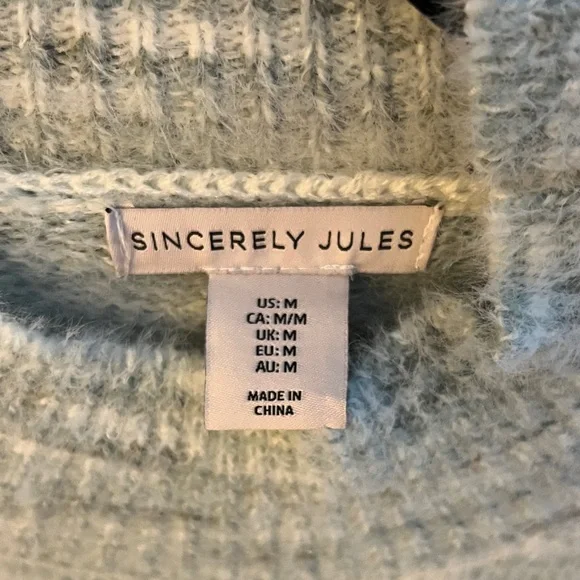 SINCERELY JULES
US: M
CA: M/M
UK: M
EU: M
AU: M
MADE IN
CHINA